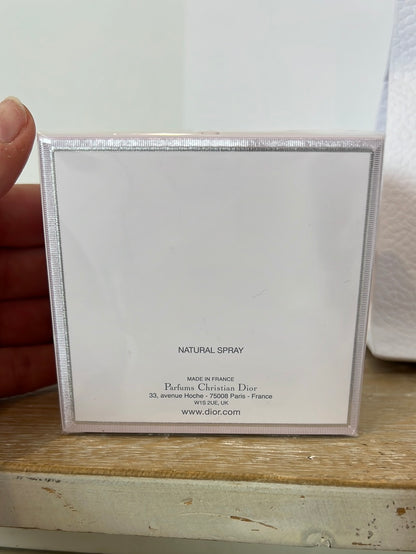 NATURAL SPRAY
MADE IN FRANCE
Parfums Christian Dior
33, avenue Hoche - 75008 Paris - France
W1S 2UE, UK
www.dior.com